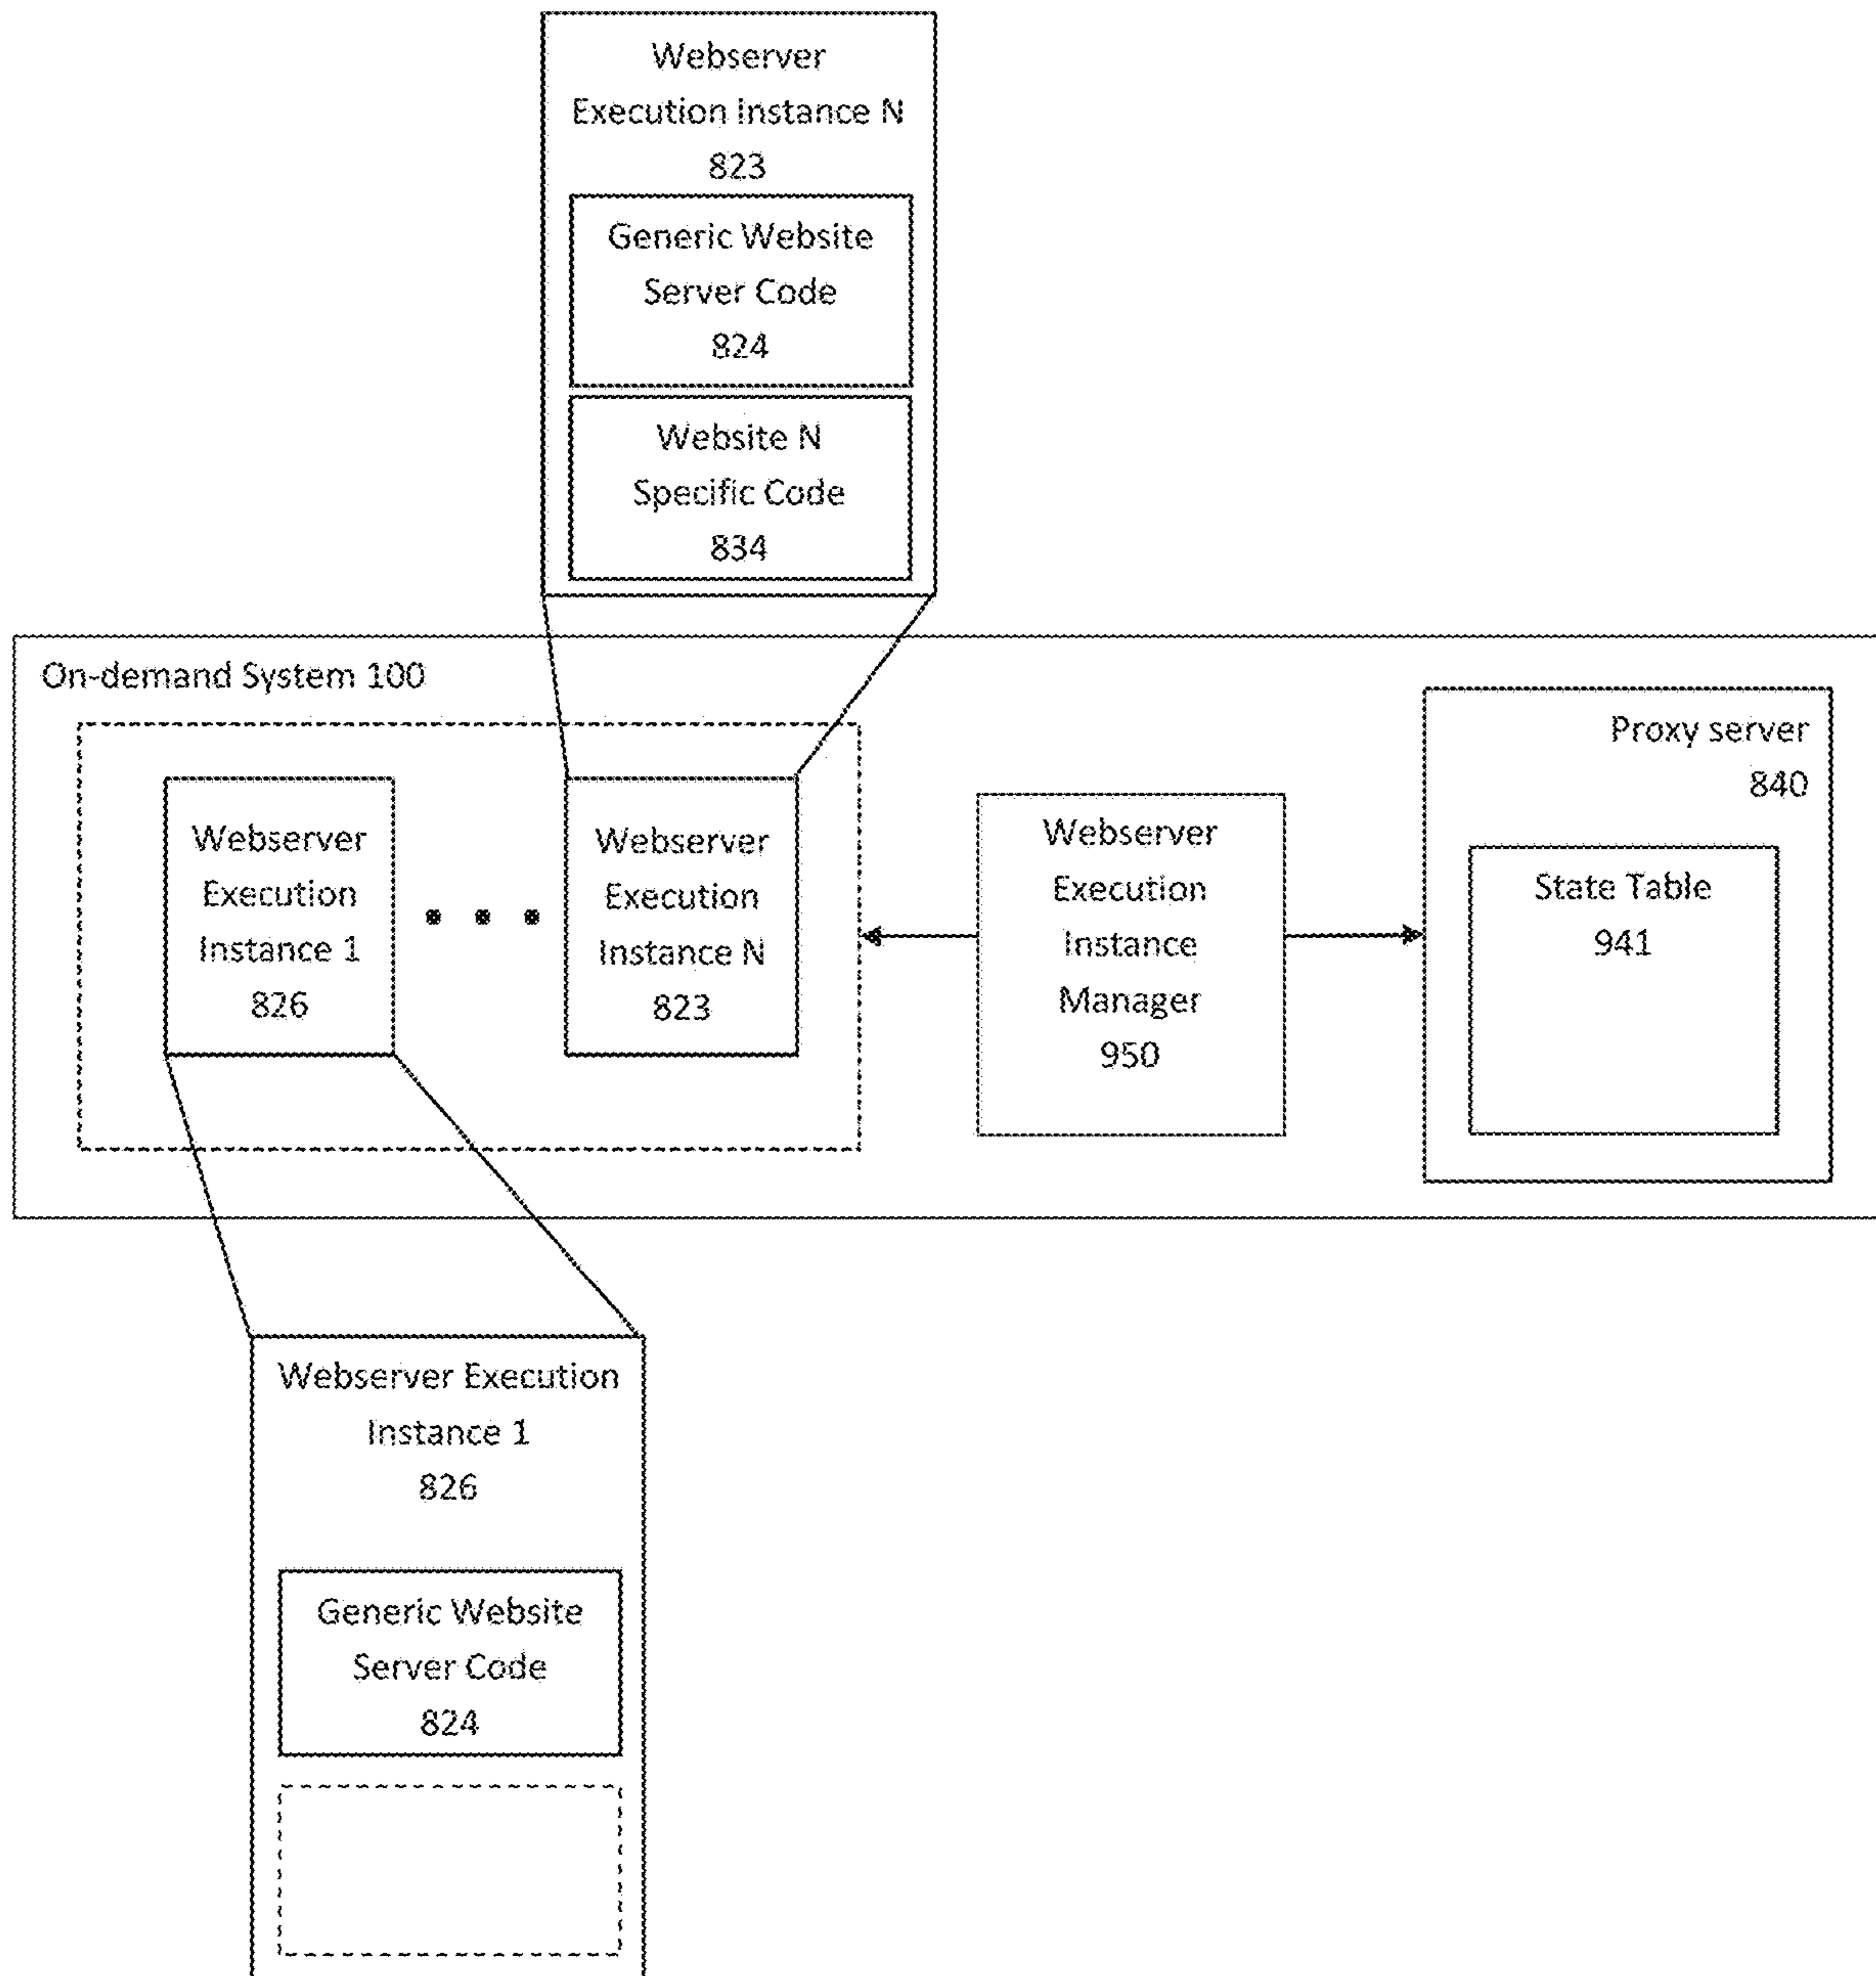 Webserver
Execution Instance N
823
Generic Website
Server Code
824
Website N
Specific Code
834
On-demand System 100
Webserver
Execution
Instance 1
826
Webserver
Execution
Instance N
823
Webserver
Execution
Instance
Manager
950
Proxy server
840
State Table
941
Webserver Execution
Instance 1
826
Generic Website
Server Code
824